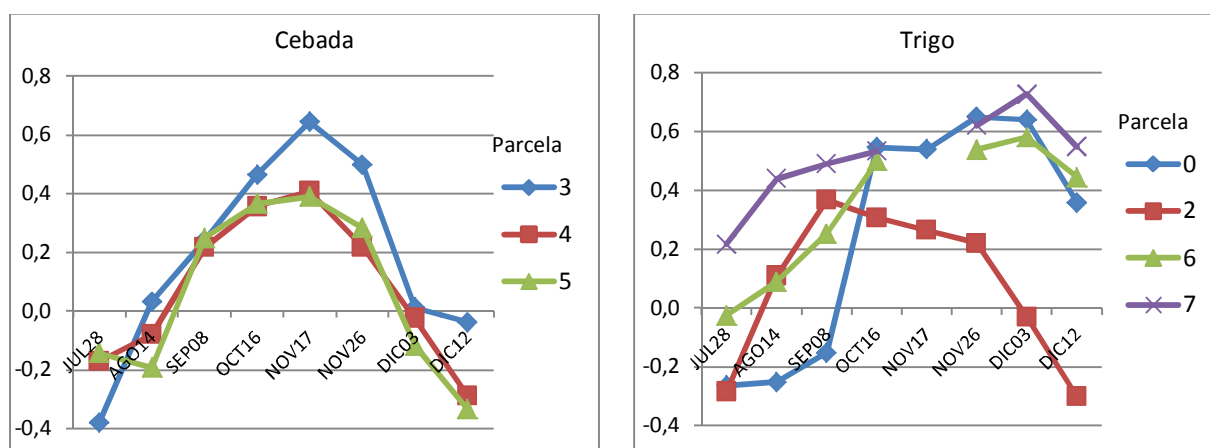 Cebada
0,8
0,6
0,4
0,2
0,0
-0,2
-0,4
JUL28
AGO14
SEP08
OCT16
NOV17
NOV26
DIC03
DIC12
Parcela
3
4
5
Trigo
0,8
0,6
0,4
0,2
0,0
-0,2
-0,4
JUL28
AGO14
SEP08
OCT16
NOV17
NOV26
DIC03
DIC12
Parcela
0
2
6
7